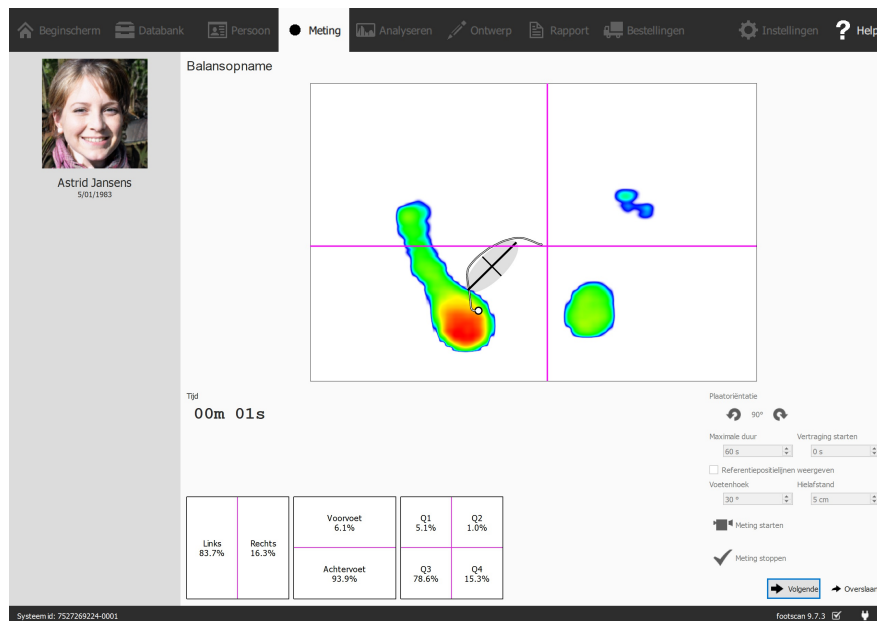 Beginscherm Databank Persoon Meting Analyseren Ontwerp Rapport Bestellingen Instellingen ? Help
Balansopname
Astrid Jansens
5/01/1983
Tijd
00m 01s
Plaatoriëntatie
90°
Maximale duur Vertraging starten
60 s 0 s
Referentiepositielijnen weergeven
Voetenhoek Hielafstand
30 ° 5 cm
Meting starten
Meting stoppen
Volgende Overslaan
Links
83.7%
Rechts
16.3%
Voorvoet
6.1%
Achtervoet
93.9%
Q1
5.1%
Q2
1.0%
Q3
78.6%
Q4
15.3%
Systeem id: 7527269224-0001
footscan 9.7.3